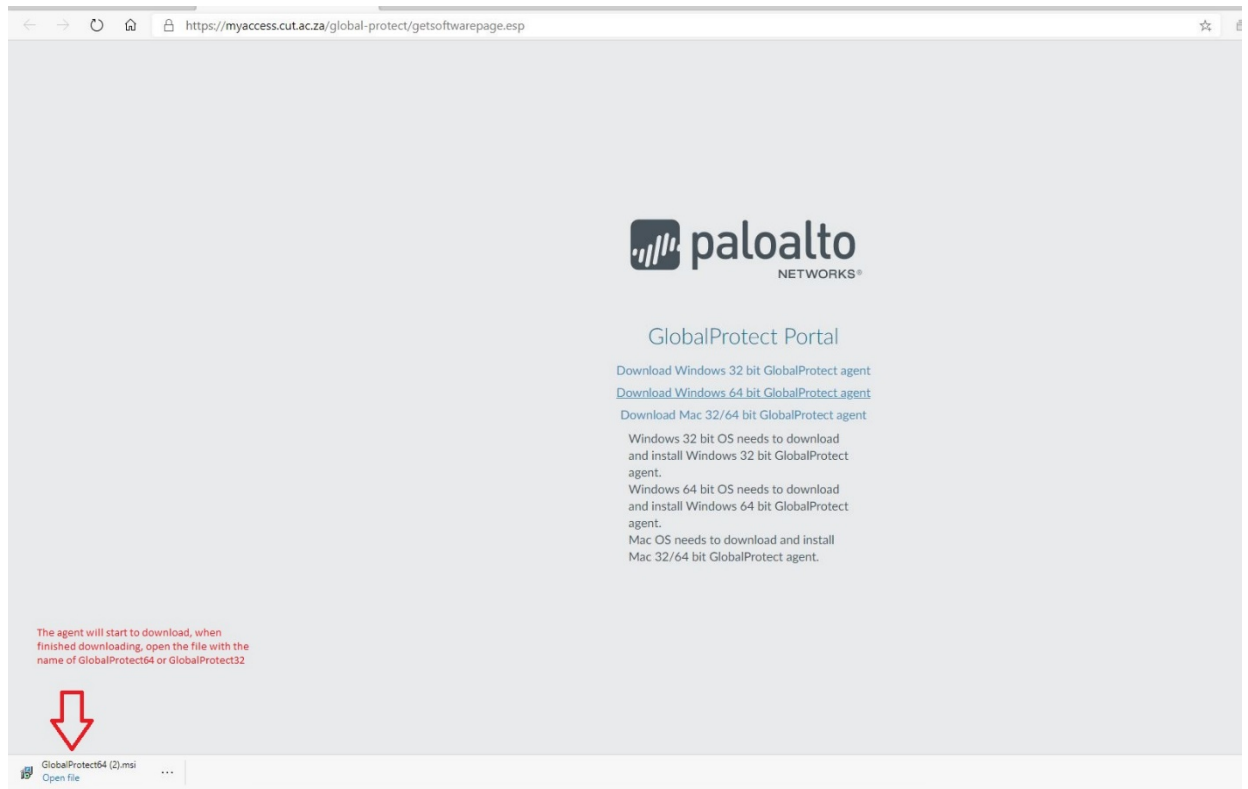 https://myaccess.cut.ac.za/global-protect/getsoftwarepage.esp
paloalto
NETWORKS®
GlobalProtect Portal
Download Windows 32 bit GlobalProtect agent
Download Windows 64 bit GlobalProtect agent
Download Mac 32/64 bit GlobalProtect agent
Windows 32 bit OS needs to download
and install Windows 32 bit GlobalProtect
agent.
Windows 64 bit OS needs to download
and install Windows 64 bit GlobalProtect
agent.
Mac OS needs to download and install
Mac 32/64 bit GlobalProtect agent.
The agent will start to download, when
finished downloading, open the file with the
name of GlobalProtect64 or GlobalProtect32
GlobalProtect64 (2).msi
Open file